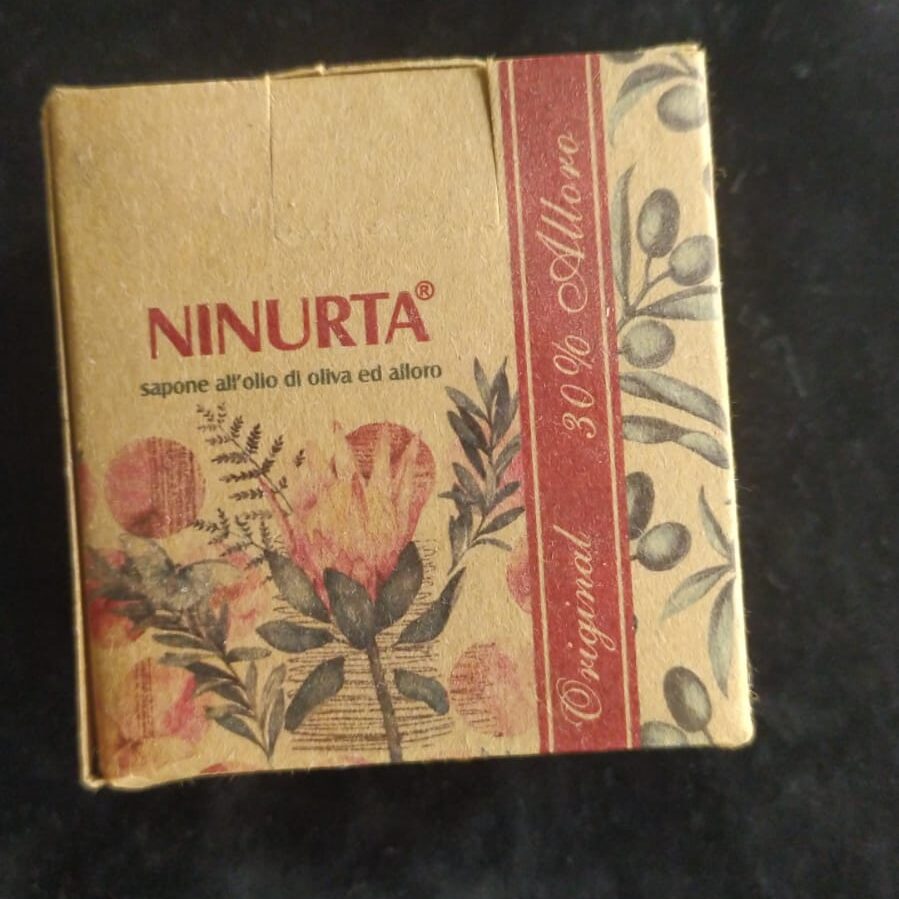 NINURTA®
sapone all'olio di oliva ed alloro
Original 30% Alloro